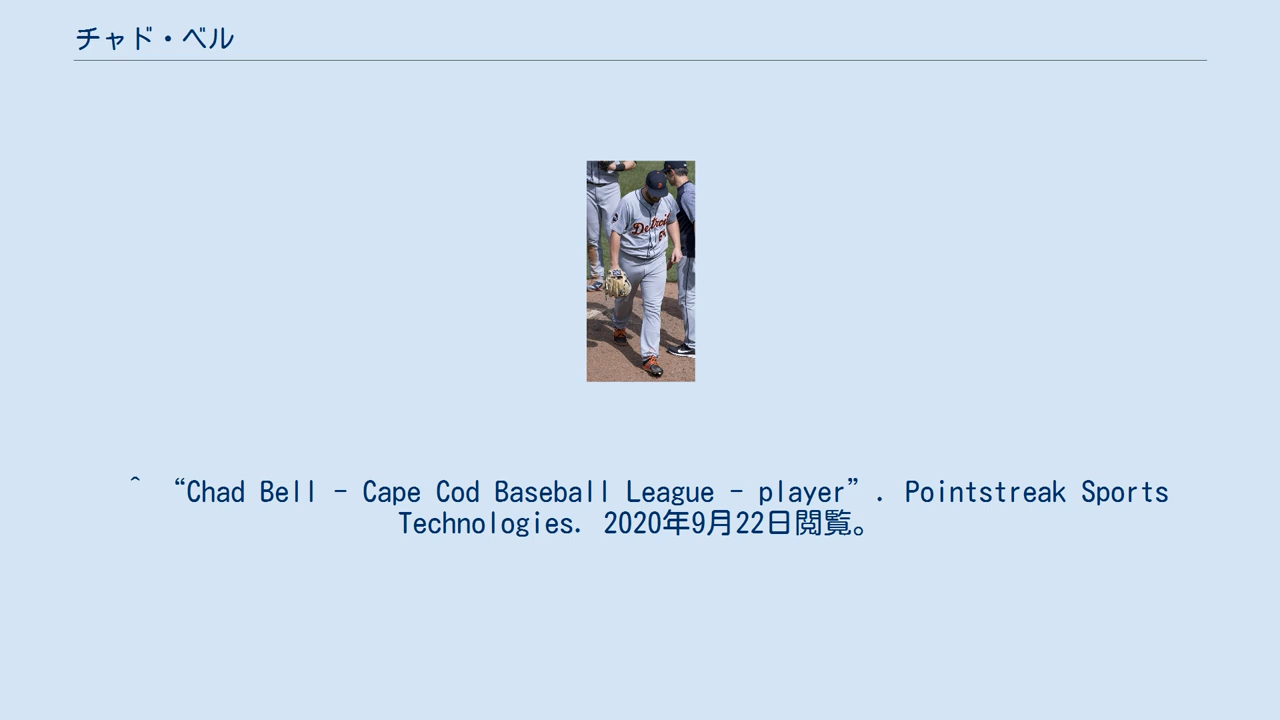 チャド・ベル
Detroit
^ “Chad Bell - Cape Cod Baseball League - player”. Pointstreak Sports
Technologies. 2020年9月22日閲覧。